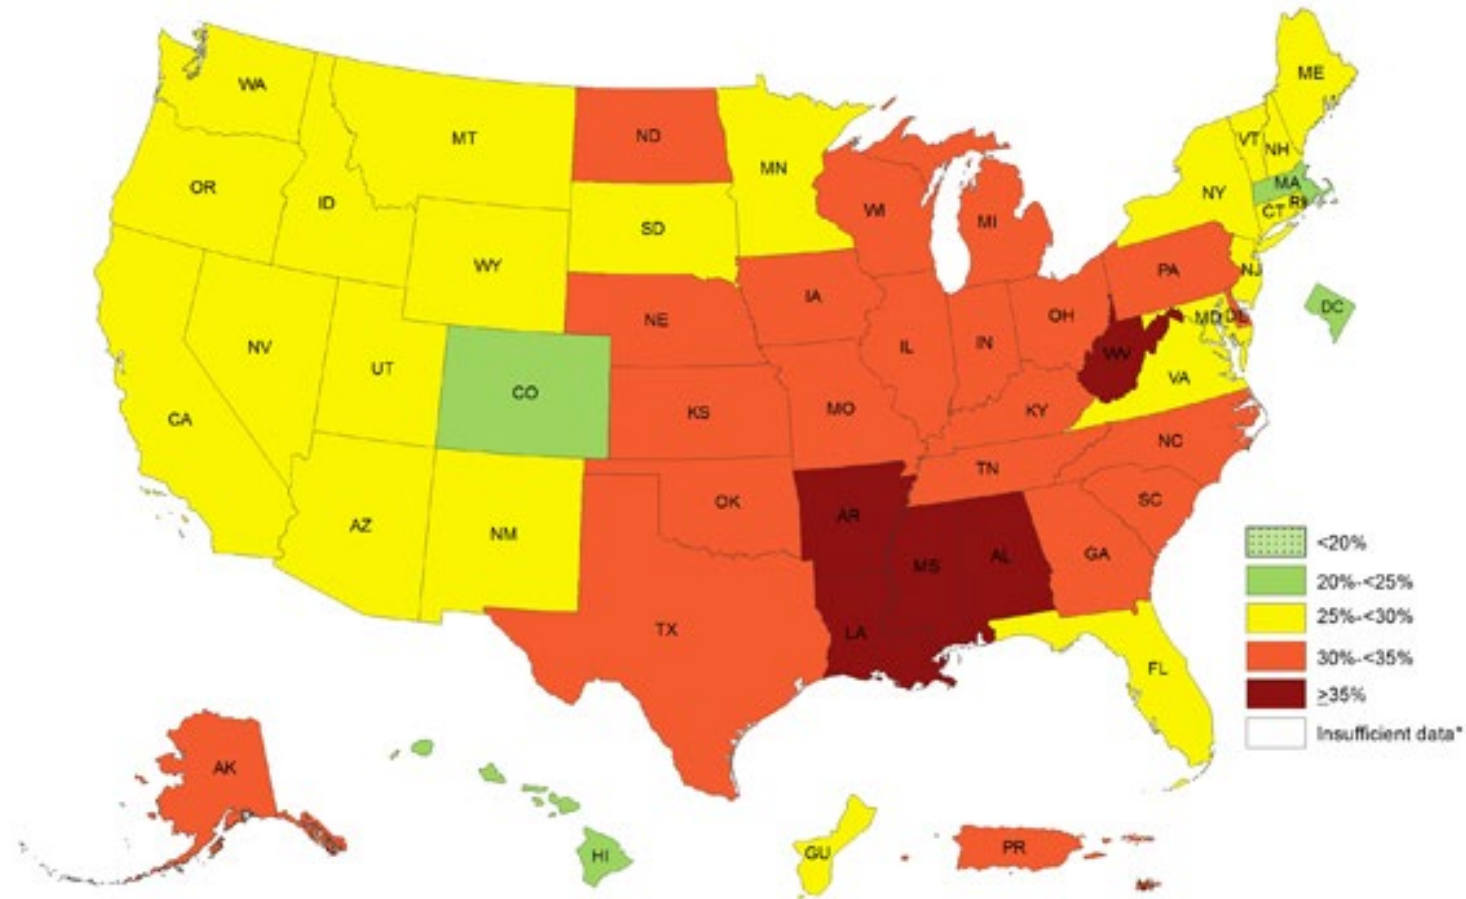 WA
ME
MT
ND
MN
VT
NH
OR
ID
MA
NY
WI
MI
CT
RI
SD
WY
PA
NJ
IA
DC
NE
OH
MD
DE
NV
IL
IN
UT
WV
VA
CO
KS
MO
KY
CA
NC
TN
OK
SC
AZ
NM
AR
GA
AL
MS
TX
LA
FL
<20%
20%-<25%
25%-<30%
30%-<35%
≥35%
Insufficient data*
AK
HI
GU
PR